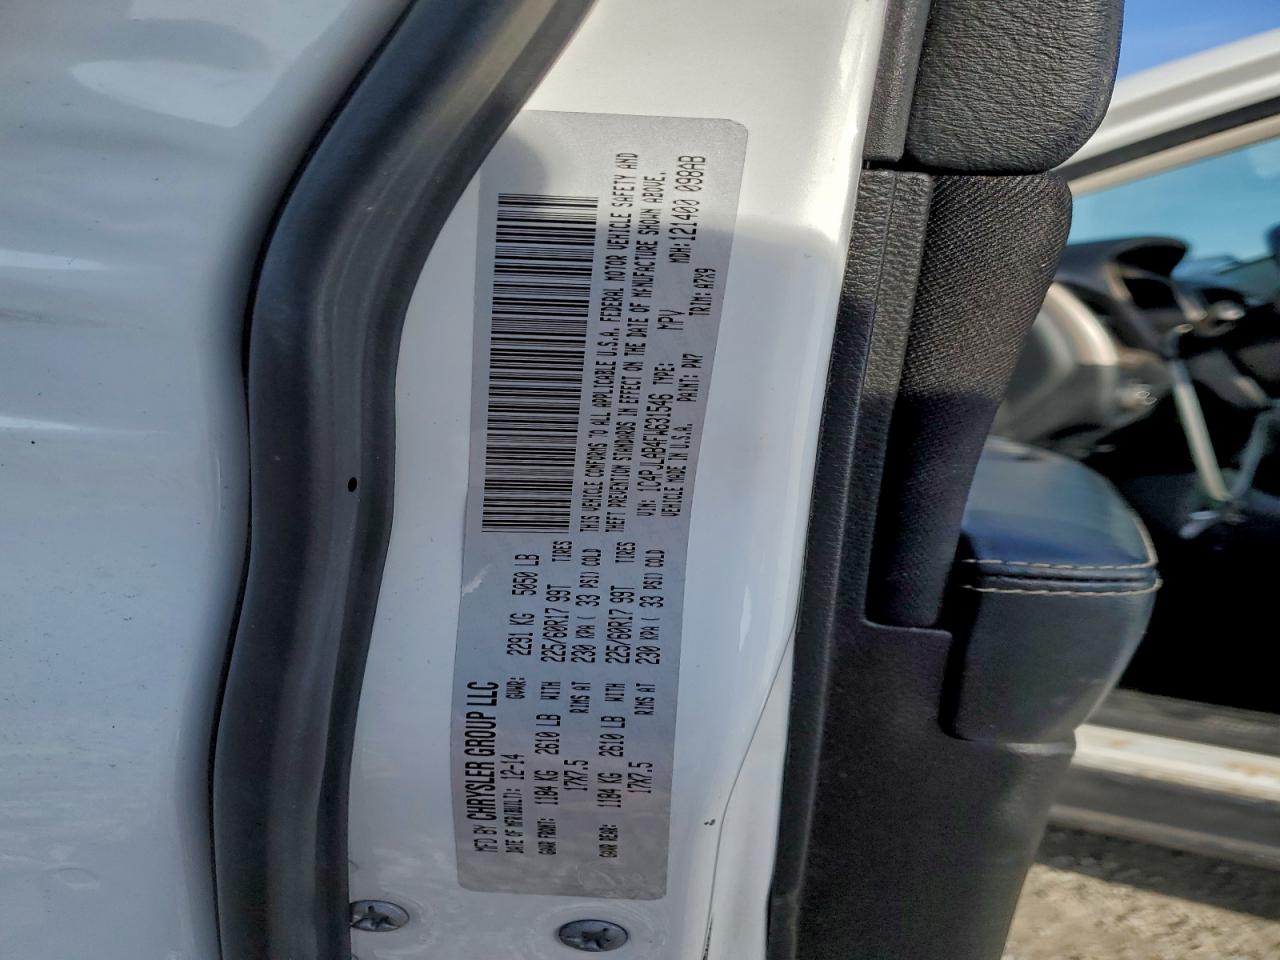 MFD BY CHRYSLER GROUP LLC
DATE OF MFR(BUILT): 12-14 GVWR: 2291 KG 5050 LB
GAWR FRONT: 1184 KG 2610 LB WITH 225/60R17 99T TIRES
17X7.5 RIMS AT 230 KPA ( 33 PSI) COLD
GAWR REAR: 1184 KG 2610 LB WITH 225/60R17 99T TIRES
17X7.5 RIMS AT 230 KPA ( 33 PSI) COLD
THIS VEHICLE CONFORMS TO ALL APPLICABLE U.S.A. FEDERAL MOTOR VEHICLE SAFETY AND
THEFT PREVENTION STANDARDS IN EFFECT ON THE DATE OF MANUFACTURE SHOWN ABOVE.
VIN: 1C4PJLAB4FW631546 TYPE: MPV MDH: 121400 098AB
VEHICLE MADE IN U.S.A. PAINT: PW7 TRIM: A7X9